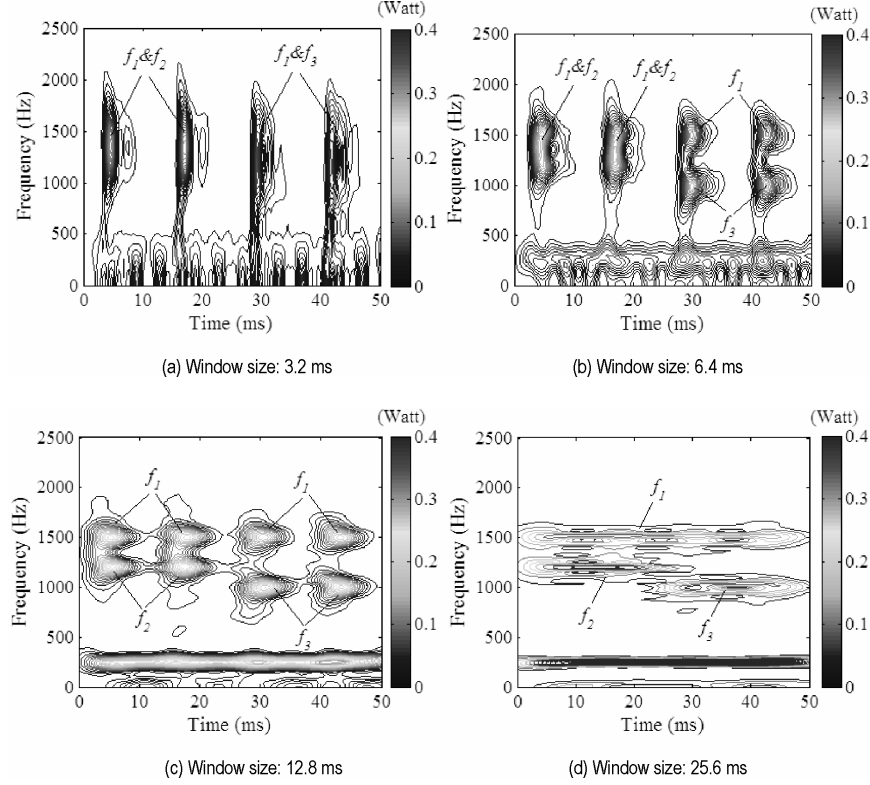 (Watt)
2500
2000
1500
1000
500
0
Frequency (Hz)
f1&f2
f1&f3
0 10 20 30 40 50
Time (ms)
0.4
0.3
0.2
0.1
0
(a) Window size: 3.2 ms
(Watt)
2500
2000
1500
1000
500
0
Frequency (Hz)
f1&f2
f1&f2
f1
f3
0 10 20 30 40 50
Time (ms)
0.4
0.3
0.2
0.1
0
(b) Window size: 6.4 ms
(Watt)
2500
2000
1500
1000
500
0
Frequency (Hz)
f1
f1
f2
f3
0 10 20 30 40 50
Time (ms)
0.4
0.3
0.2
0.1
0
(c) Window size: 12.8 ms
(Watt)
2500
2000
1500
1000
500
0
Frequency (Hz)
f1
f2
f3
0 10 20 30 40 50
Time (ms)
0.4
0.3
0.2
0.1
0
(d) Window size: 25.6 ms